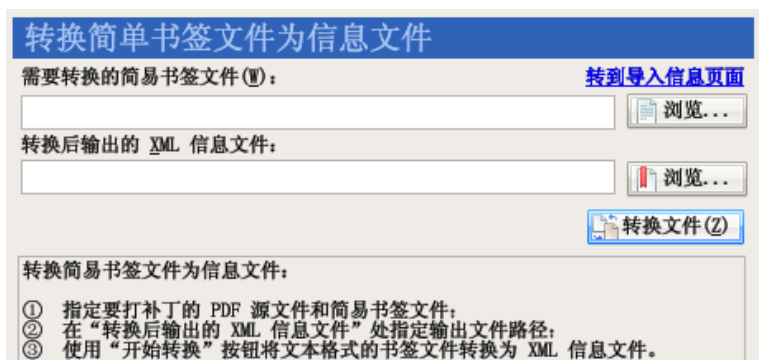 转换简单书签文件为信息文件
需要转换的简易书签文件(W)： 转到导入信息页面
浏览...
转换后输出的 XML 信息文件：
浏览...
转换文件(Z)
转换简易书签文件为信息文件：
① 指定要打补丁的 PDF 源文件和简易书签文件；
② 在“转换后输出的 XML 信息文件”处指定输出文件路径；
③ 使用“开始转换”按钮将文本格式的书签文件转换为 XML 信息文件。